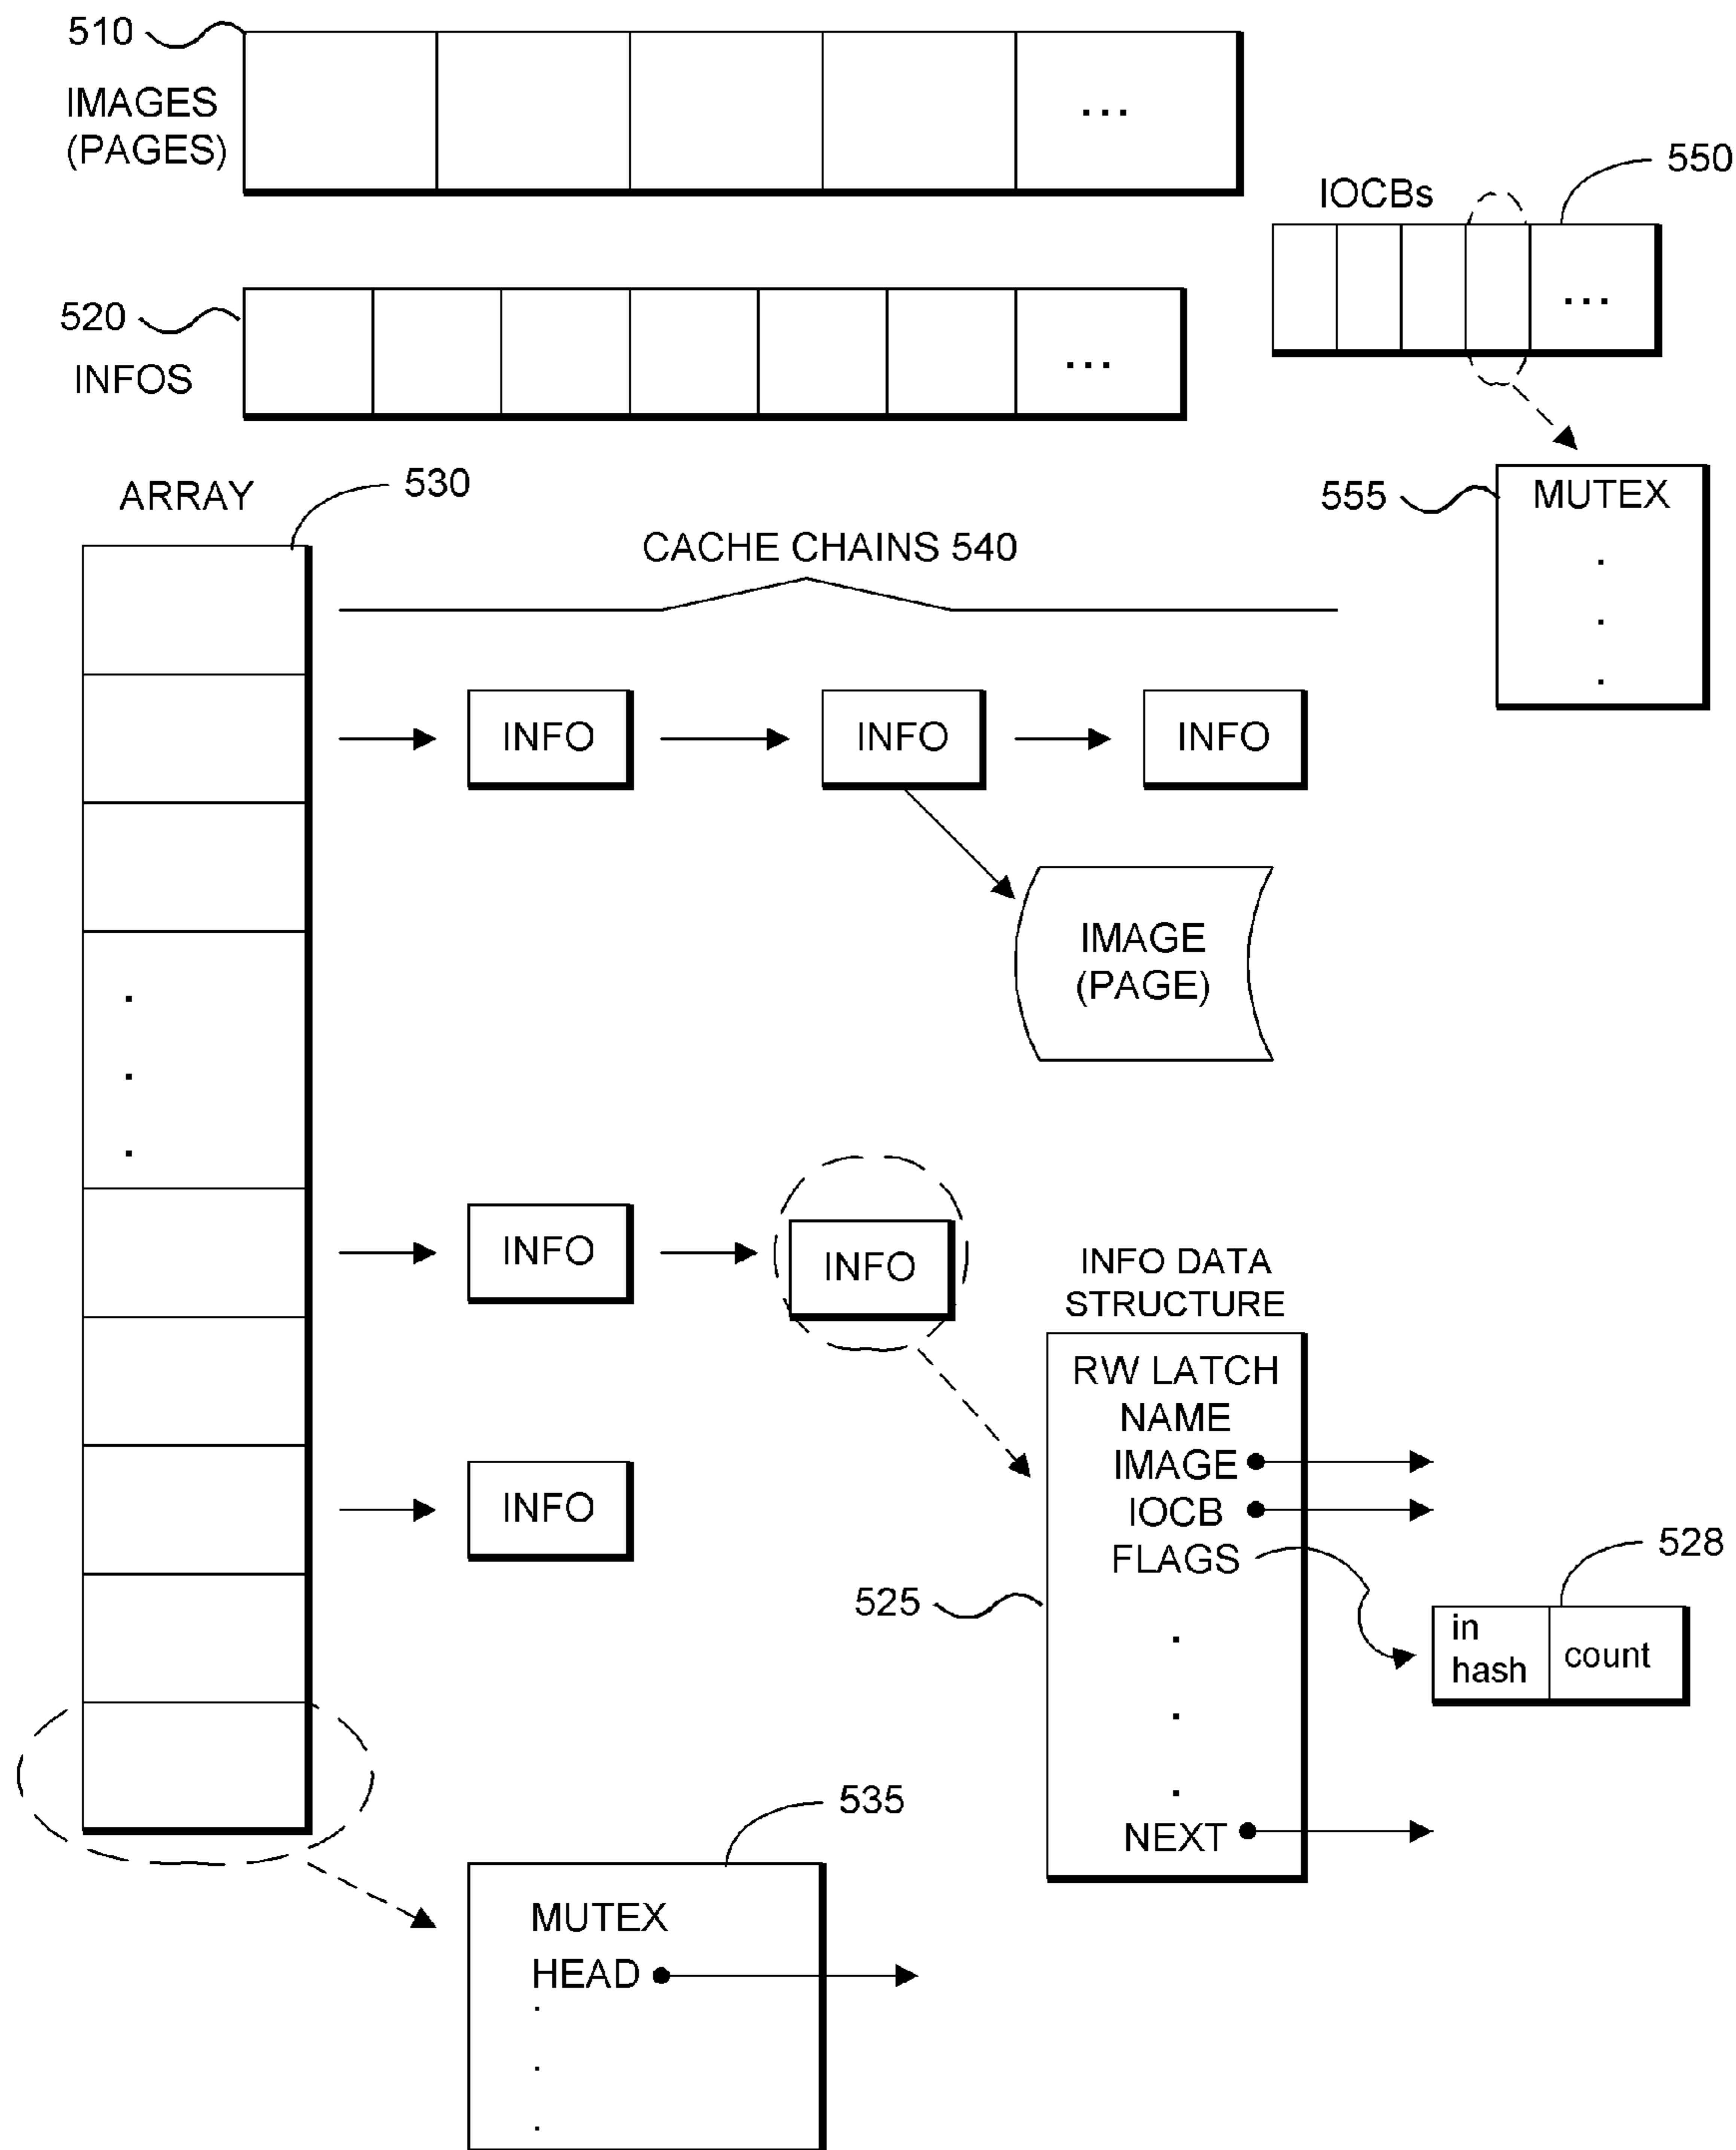 510
IMAGES
(PAGES)
...
550
IOCBs
...
520
INFOS
...
ARRAY
530
CACHE CHAINS 540
555
MUTEX
.
.
.
INFO
INFO
INFO
IMAGE
(PAGE)
.
.
.
INFO
INFO
INFO DATA
STRUCTURE
RW LATCH
NAME
IMAGE
IOCB
FLAGS
.
.
.
NEXT
INFO
525
528
in
hash
count
535
MUTEX
HEAD
.
.
.